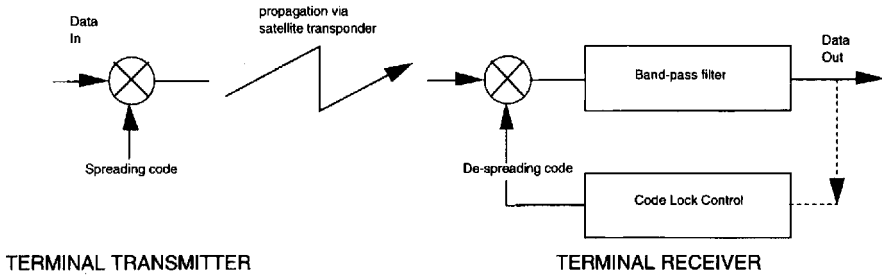 Data
In
propagation via
satellite transponder
Data
Out
Band-pass filter
Spreading code
De-spreading code
Code Lock Control
TERMINAL TRANSMITTER
TERMINAL RECEIVER